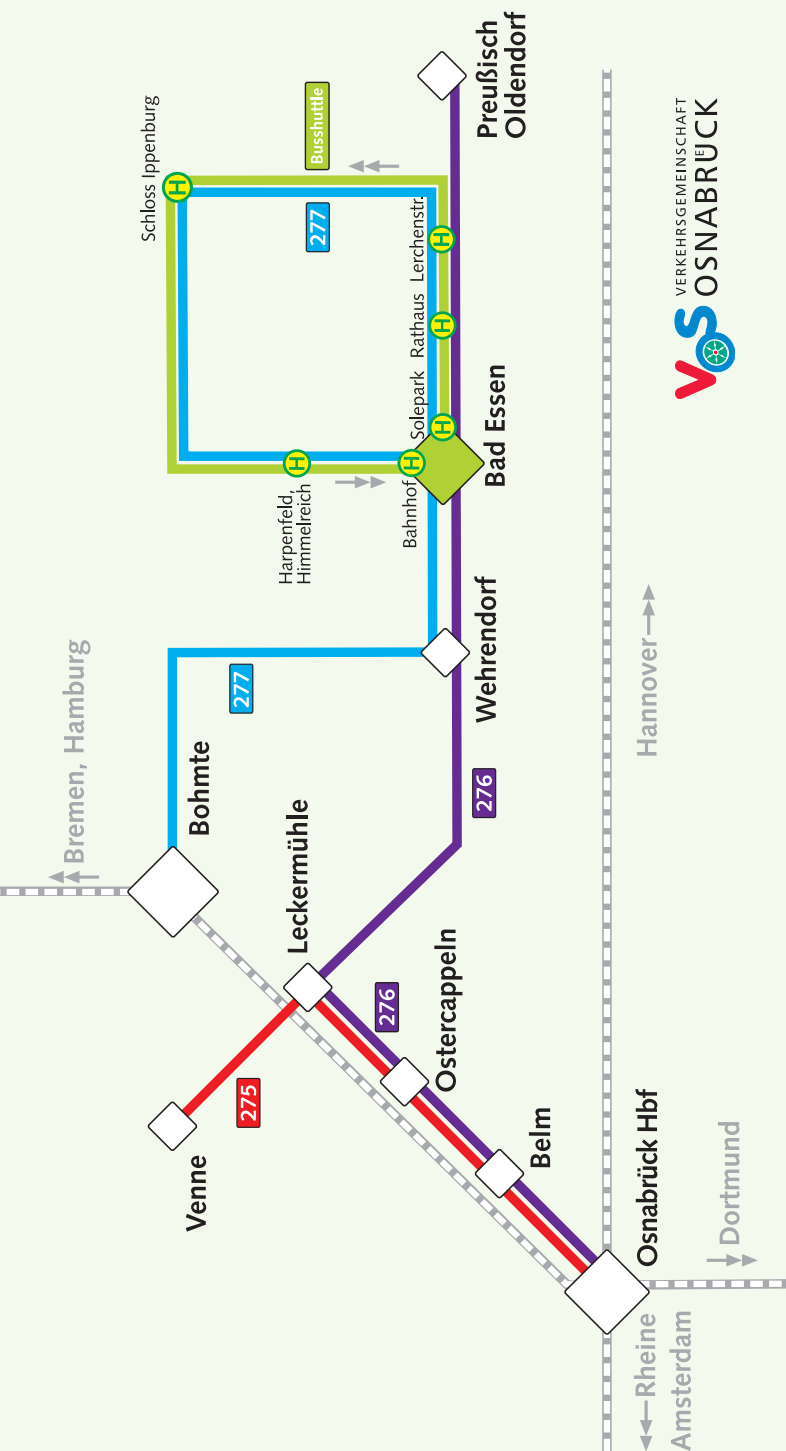 Bremen, Hamburg
Schloss Ippenburg
Venne
275
Bohmte
277
Leckermühle
Harpenfeld,
Himmelreich
277
Busshuttle
276
Ostercappeln
Bahnhof
Solepark
Rathaus
Lerchenstr.
Belm
276
Wehrendorf
Bad Essen
Preußisch
Oldendorf
Osnabrück Hbf
Rheine
Amsterdam
Dortmund
Hannover
VOS
VERKEHRSGEMEINSCHAFT
OSNABRÜCK
H
H
H
H
H
H